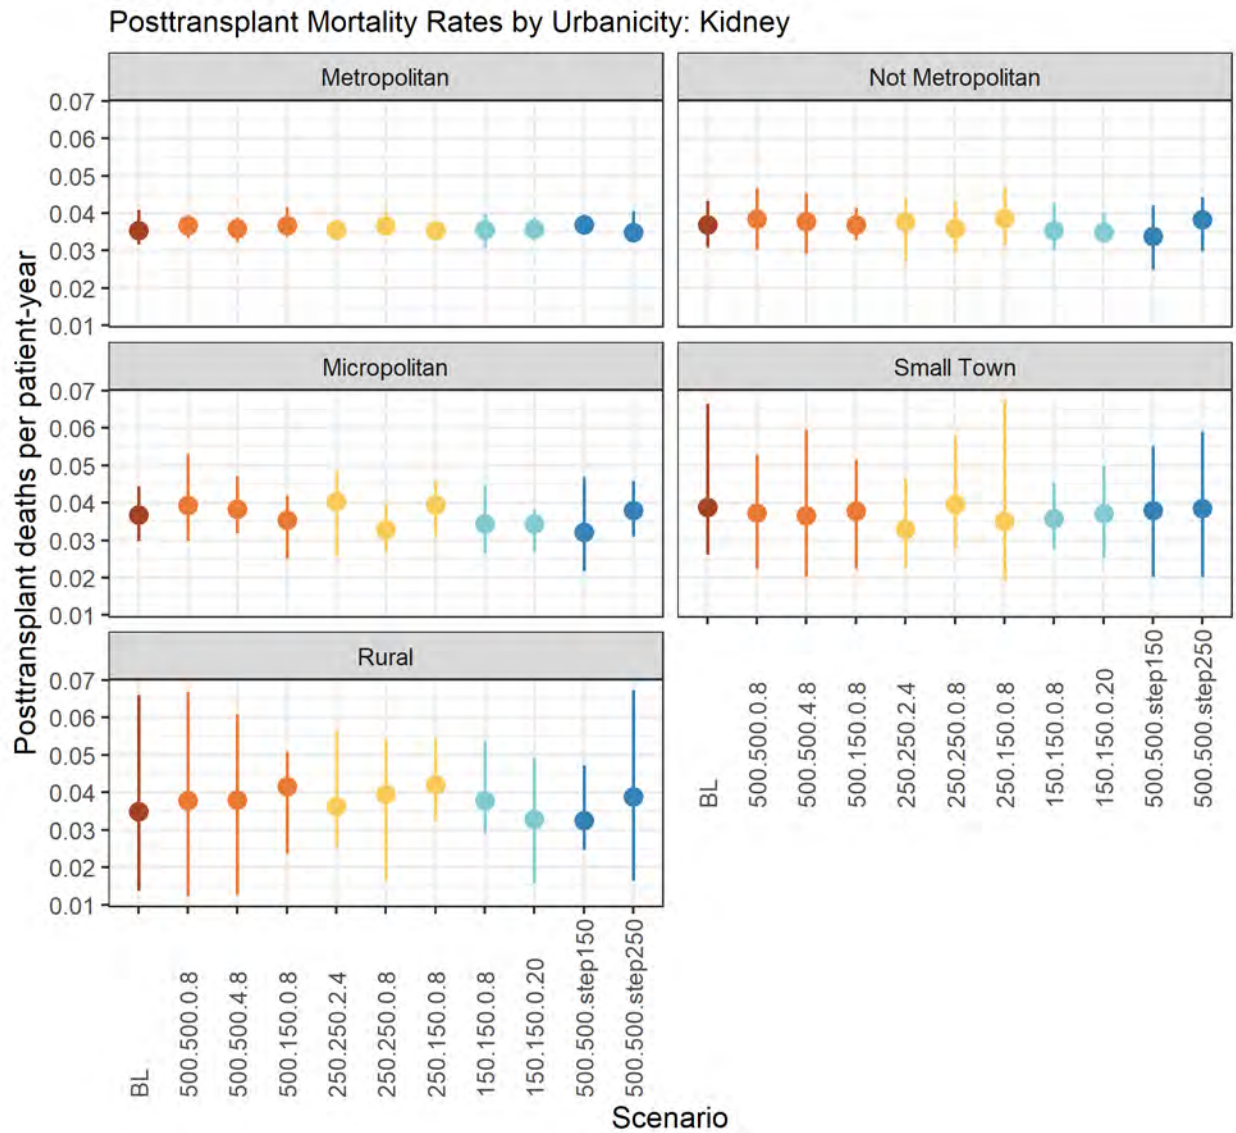 Posttransplant Mortality Rates by Urbanicity: Kidney
Posttransplant deaths per patient-year
Metropolitan
0.07
0.06
0.05
0.04
0.03
0.02
0.01
Not Metropolitan
Micropolitan
0.07
0.06
0.05
0.04
0.03
0.02
0.01
Small Town
BL
500.500.0.8
500.500.4.8
500.150.0.8
250.250.2.4
250.250.0.8
250.150.0.8
150.150.0.8
150.150.0.20
500.500.step150
500.500.step250
Rural
0.07
0.06
0.05
0.04
0.03
0.02
0.01
BL
500.500.0.8
500.500.4.8
500.150.0.8
250.250.2.4
250.250.0.8
250.150.0.8
150.150.0.8
150.150.0.20
500.500.step150
500.500.step250
Scenario